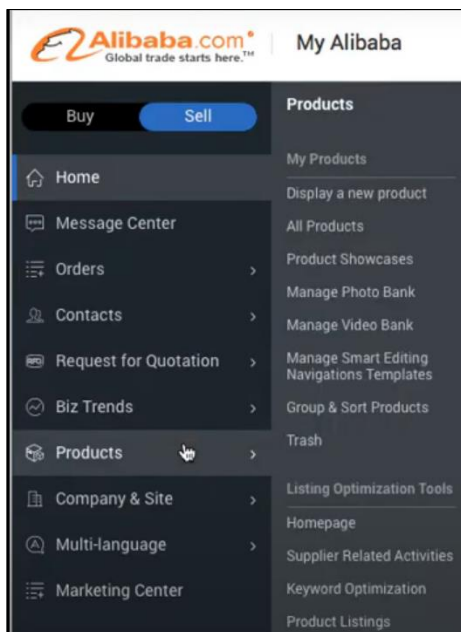 Alibaba.com
Global trade starts here.™
My Alibaba
Buy
Sell
Home
Message Center
Orders
Contacts
Request for Quotation
Biz Trends
Products
Company & Site
Multi-language
Marketing Center
Products
My Products
Display a new product
All Products
Product Showcases
Manage Photo Bank
Manage Video Bank
Manage Smart Editing
Navigations Templates
Group & Sort Products
Trash
Listing Optimization Tools
Homepage
Supplier Related Activities
Keyword Optimization
Product Listings